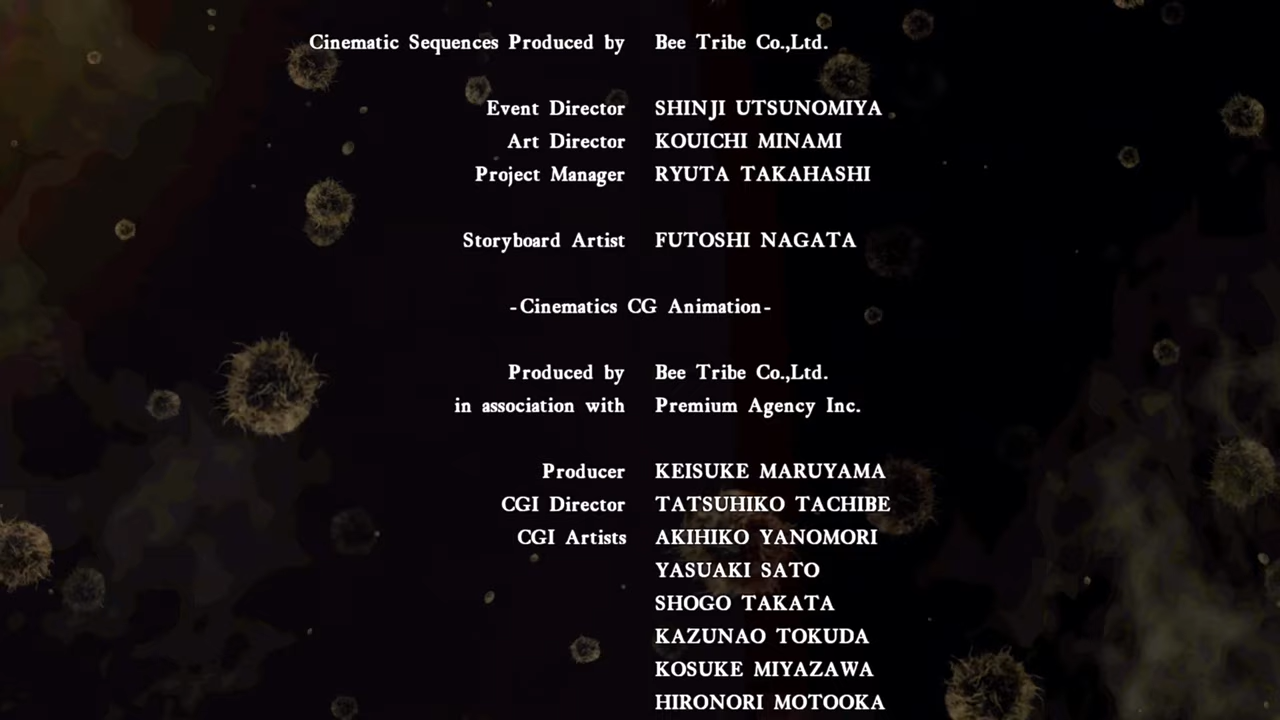 Cinematic Sequences Produced by Bee Tribe Co.,Ltd.
Event Director SHINJI UTSUNOMIYA
Art Director KOUICHI MINAMI
Project Manager RYUTA TAKAHASHI
Storyboard Artist FUTOSHI NAGATA
-Cinematics CG Animation-
Produced by Bee Tribe Co.,Ltd.
in association with Premium Agency Inc.
Producer KEISUKE MARUYAMA
CGI Director TATSUHIKO TACHIBE
CGI Artists AKIHIKO YANOMORI
YASUAKI SATO
SHOGO TAKATA
KAZUNAO TOKUDA
KOSUKE MIYAZAWA
HIRONORI MOTOOKA